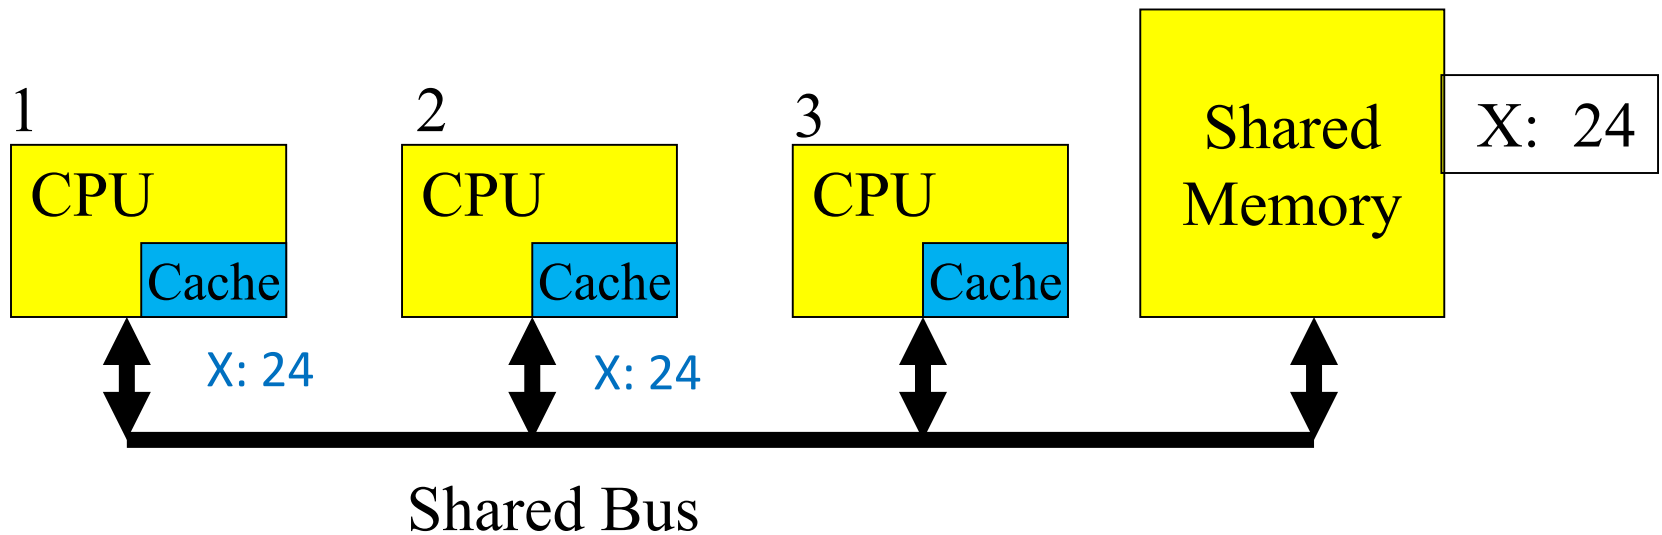 1
CPU
Cache
X: 24
2
CPU
Cache
X: 24
3
CPU
Cache
Shared
Memory
X: 24
Shared Bus